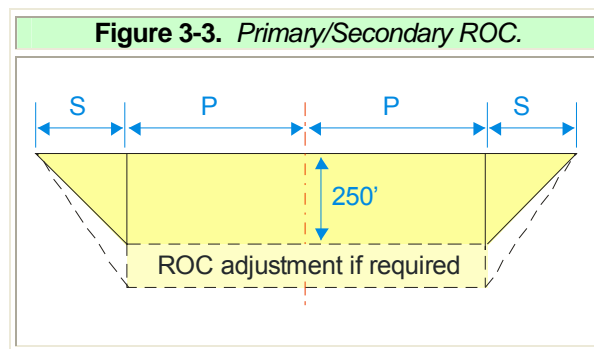 Figure 3-3. Primary/Secondary ROC.
S P P S
250'
ROC adjustment if required